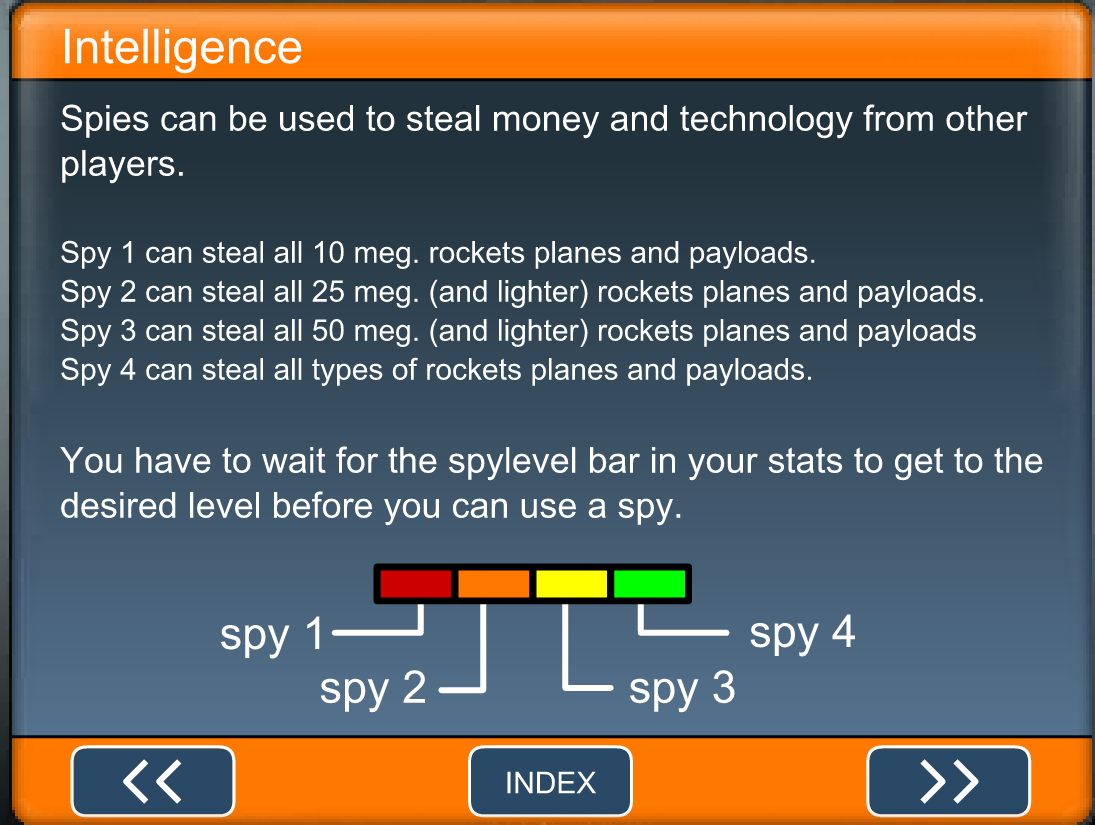 Intelligence
Spies can be used to steal money and technology from other
players.
Spy 1 can steal all 10 meg. rockets planes and payloads.
Spy 2 can steal all 25 meg. (and lighter) rockets planes and payloads.
Spy 3 can steal all 50 meg. (and lighter) rockets planes and payloads
Spy 4 can steal all types of rockets planes and payloads.
You have to wait for the spylevel bar in your stats to get to the
desired level before you can use a spy.
spy 1
spy 4
spy 2
spy 3
<< INDEX >>